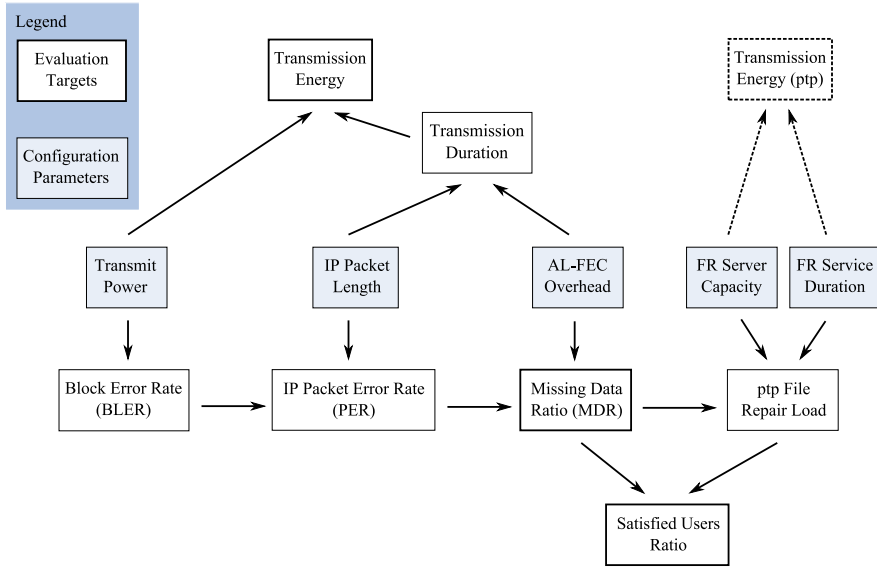 Legend
Evaluation
Targets
Configuration
Parameters
Transmission
Energy
Transmission
Duration
Transmission
Energy (ptp)
Transmit
Power
IP Packet
Length
AL-FEC
Overhead
FR Server
Capacity
FR Service
Duration
Block Error Rate
(BLER)
IP Packet Error Rate
(PER)
Missing Data
Ratio (MDR)
ptp File
Repair Load
Satisfied Users
Ratio